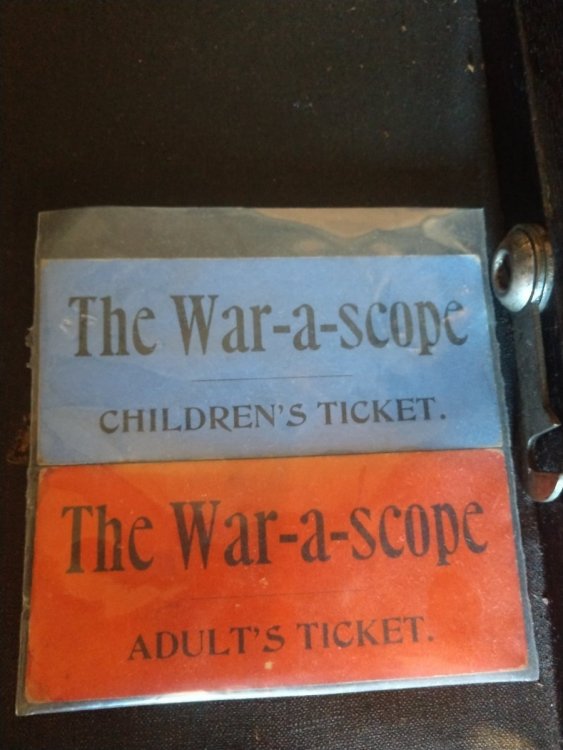 The War-a-scope
CHILDREN'S TICKET.
The War-a-scope
ADULT'S TICKET.